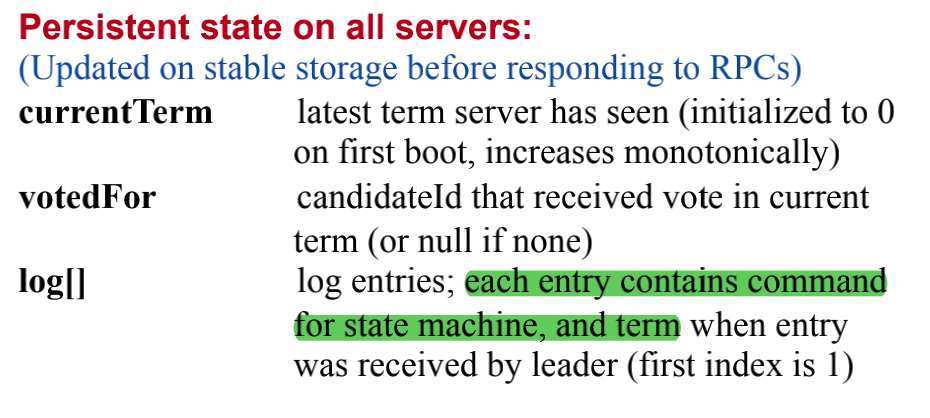 Persistent state on all servers:
(Updated on stable storage before responding to RPCs)
currentTerm latest term server has seen (initialized to 0
on first boot, increases monotonically)
votedFor candidateId that received vote in current
term (or null if none)
log[] log entries; each entry contains command
for state machine, and term when entry
was received by leader (first index is 1)